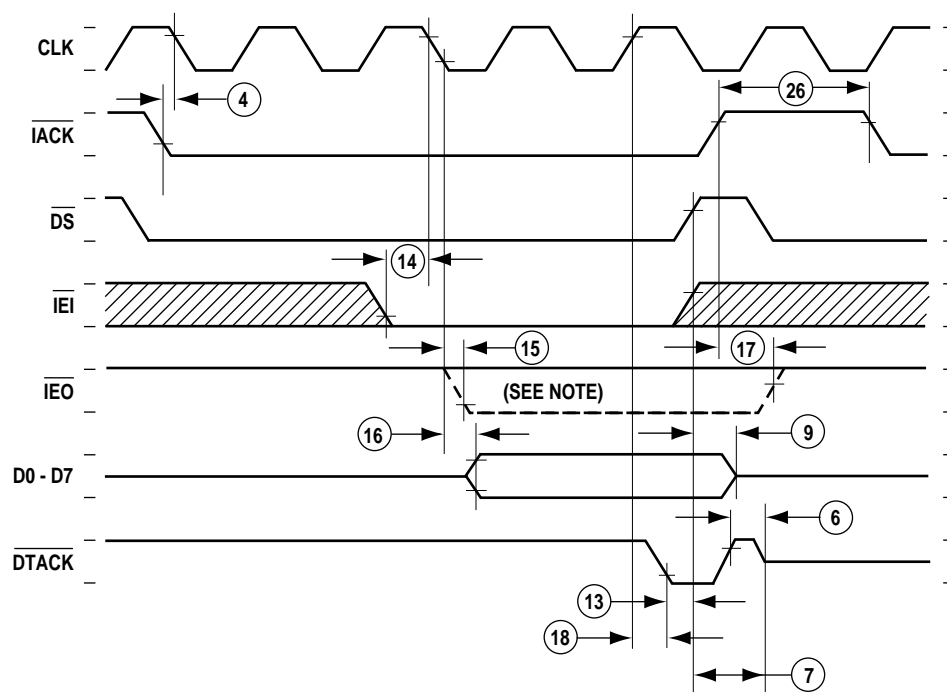 CLK
4
26
IACK
DS
14
IEI
15
17
IEO
(SEE NOTE)
16
9
D0 - D7
6
DTACK
13
18
7